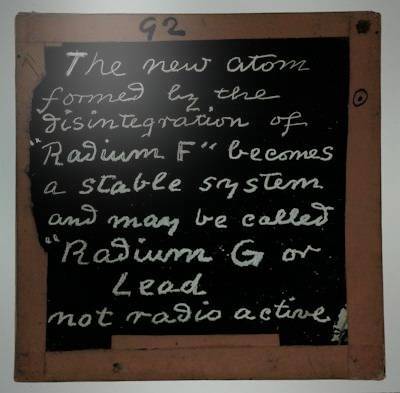 92
The new atom
formed by the
disintegration of
"Radium F" becomes
a stable system
and may be called
"Radium G or
Lead
not radio active